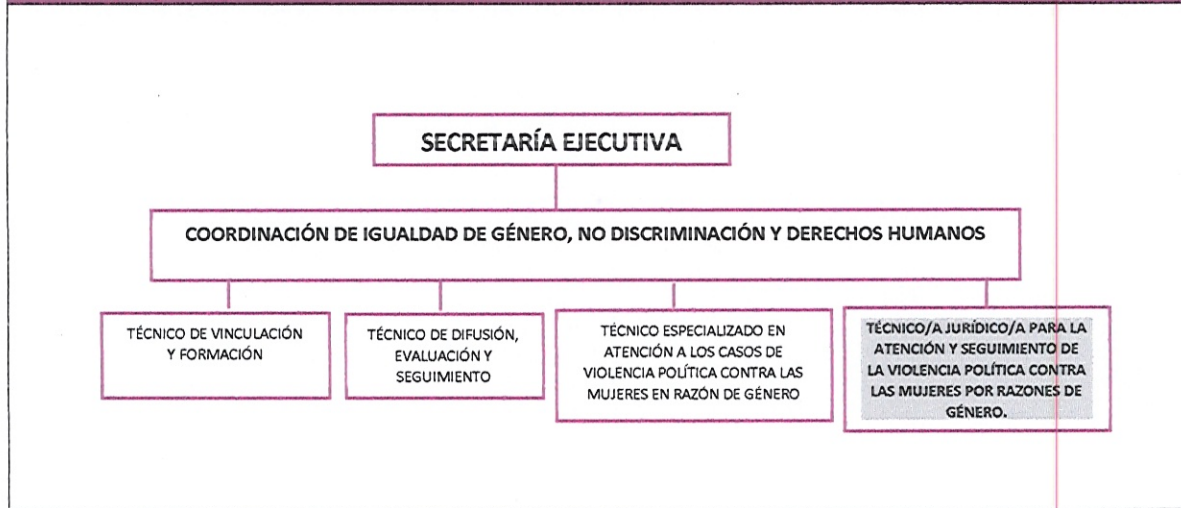 SECRETARÍA EJECUTIVA
COORDINACIÓN DE IGUALDAD DE GÉNERO, NO DISCRIMINACIÓN Y DERECHOS HUMANOS
TÉCNICO DE VINCULACIÓN
Y FORMACIÓN
TÉCNICO DE DIFUSIÓN,
EVALUACIÓN Y
SEGUIMIENTO
TÉCNICO ESPECIALIZADO EN
ATENCIÓN A LOS CASOS DE
VIOLENCIA POLÍTICA CONTRA LAS
MUJERES EN RAZÓN DE GÉNERO
TÉCNICO/A JURÍDICO/A PARA LA
ATENCIÓN Y SEGUIMIENTO DE
LA VIOLENCIA POLÍTICA CONTRA
LAS MUJERES POR RAZONES DE
GÉNERO.